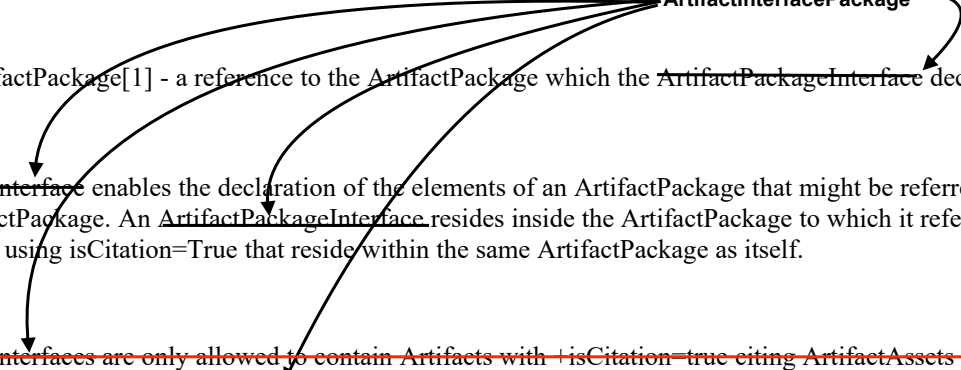 ArtifactInterfacePackage
factPackage[1] - a reference to the ArtifactPackage which the ArtifactPackageInterface dec
nterface enables the declaration of the elements of an ArtifactPackage that might be referre
ctPackage. An ArtifactPackageInterface resides inside the ArtifactPackage to which it refe
using isCitation=True that reside within the same ArtifactPackage as itself.
nterfaces are only allowed to contain Artifacts with +isCitation=true citing ArtifactAssets